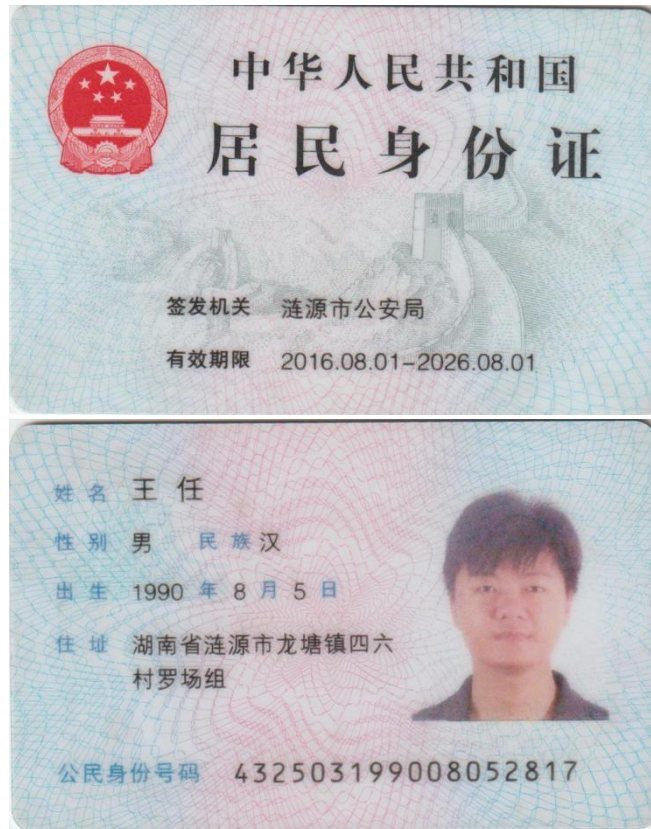 中华人民共和国
居民身份证
签发机关 涟源市公安局
有效期限 2016.08.01-2026.08.01
姓名 王任
性别 男 民族 汉
出生 1990 年 8 月 5 日
住址 湖南省涟源市龙塘镇四六
村罗场组
公民身份号码 432503199008052817